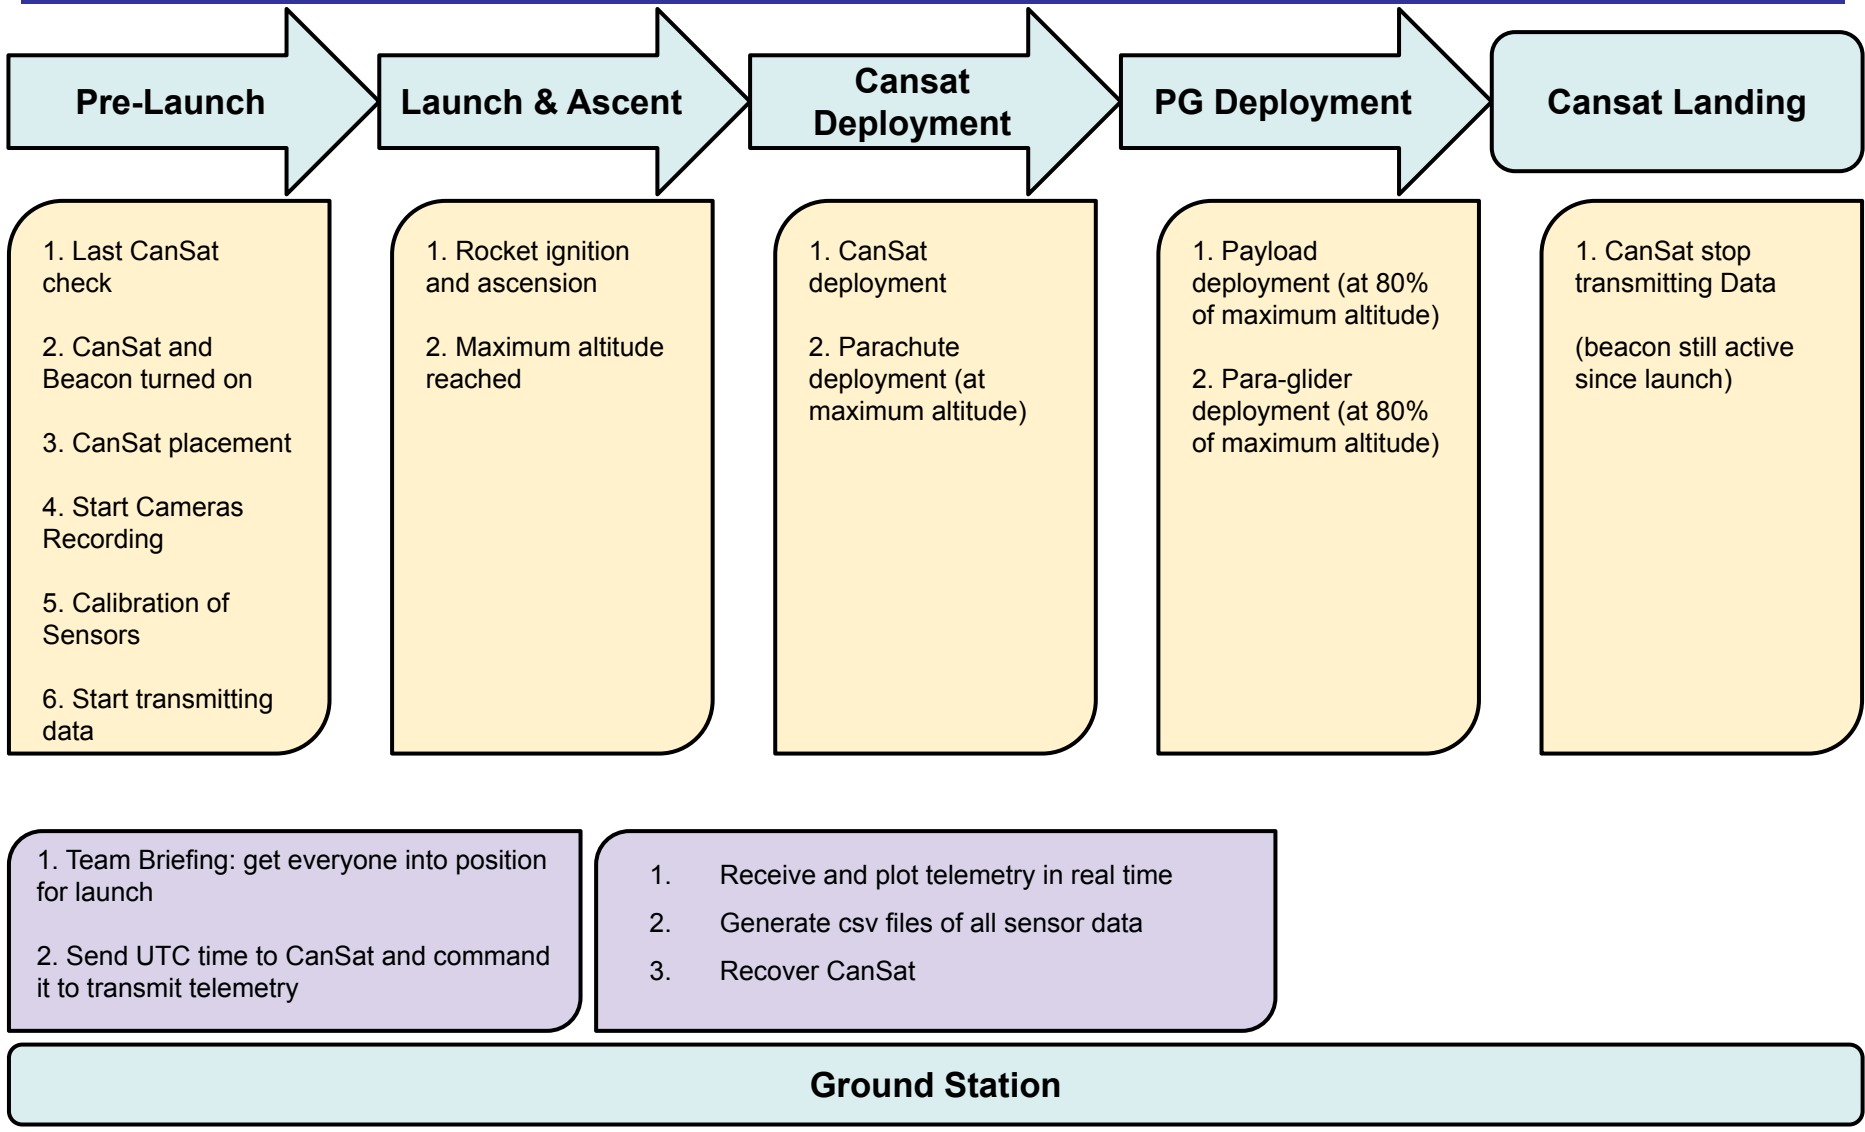 Pre-Launch
Launch & Ascent
Cansat
Deployment
PG Deployment
Cansat Landing
1. Last CanSat
check
2. CanSat and
Beacon turned on
3. CanSat placement
4. Start Cameras
Recording
5. Calibration of
Sensors
6. Start transmitting
data
1. Rocket ignition
and ascension
2. Maximum altitude
reached
1. CanSat
deployment
2. Parachute
deployment (at
maximum altitude)
1. Payload
deployment (at 80%
of maximum altitude)
2. Para-glider
deployment (at 80%
of maximum altitude)
1. CanSat stop
transmitting Data
(beacon still active
since launch)
1. Team Briefing: get everyone into position
for launch
2. Send UTC time to CanSat and command
it to transmit telemetry
1. Receive and plot telemetry in real time
2. Generate csv files of all sensor data
3. Recover CanSat
Ground Station